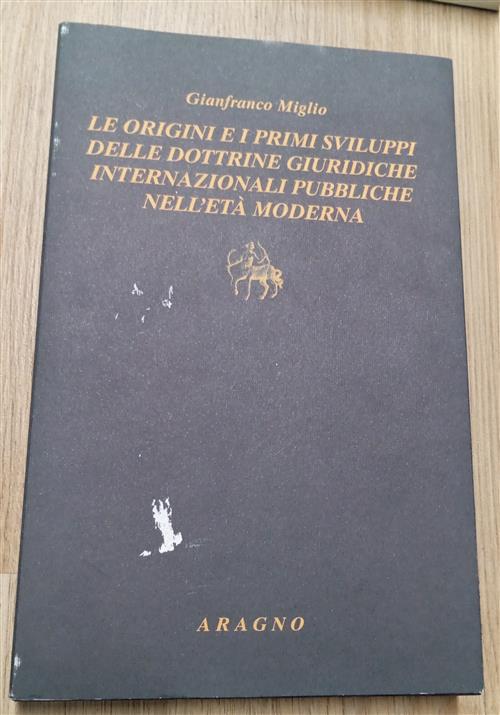 Gianfranco Miglio
LE ORIGINI E I PRIMI SVILUPPI
DELLE DOTTRINE GIURIDICHE
INTERNAZIONALI PUBBLICHE
NELL'ETÀ MODERNA
ARAGNO